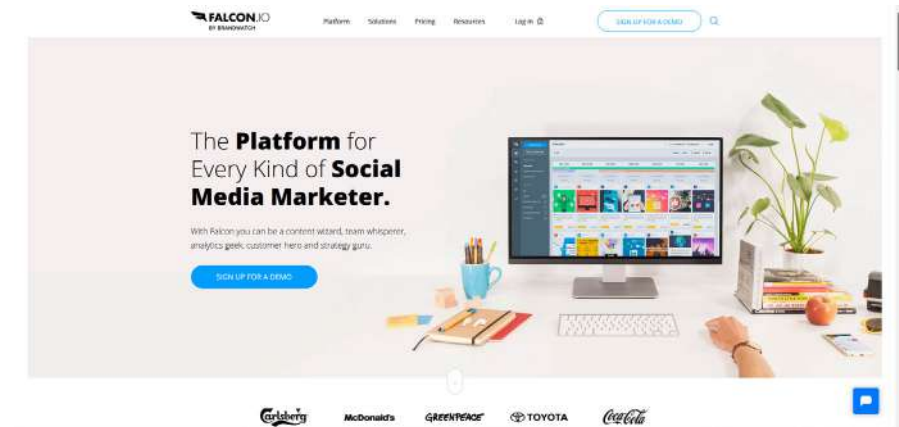 FALCON.IO
BY BRANDWATCH
Platform
Solutions
Pricing
Resources
Log in
SIGN UP FOR A DEMO
The Platform for
Every Kind of Social
Media Marketer.
With Falcon you can be a content wizard, team whisperer,
analytics geek, customer hero and strategy guru.
SIGN UP FOR A DEMO
Carlsberg
McDonald's
GREENPEACE
TOYOTA
Coca-Cola